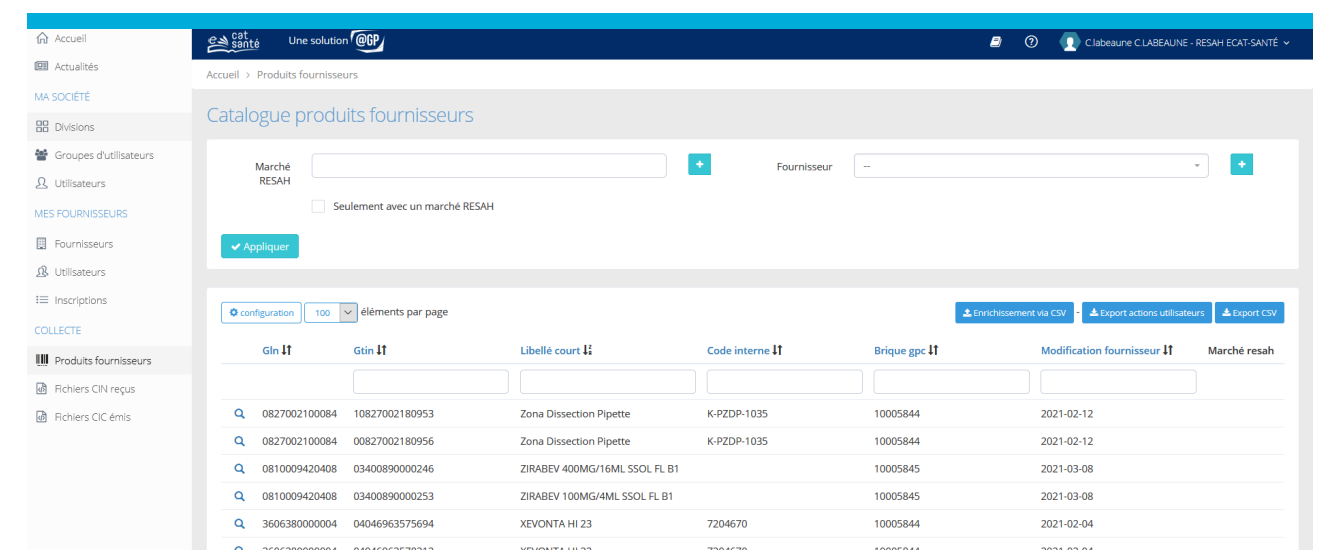 Accueil
Actualités
MA SOCIÉTÉ
Divisions
Groupes d'utilisateurs
Utilisateurs
MES FOURNISSEURS
Fournisseurs
Utilisateurs
Inscriptions
COLLECTE
Produits fournisseurs
Fichiers CIN reçus
Fichiers CIC émis
e cat santé Une solution @GP C.labeaune C.LABEAUNE - RESAH ECAT-SANTÉ
Accueil > Produits fournisseurs
Catalogue produits fournisseurs
Marché RESAH + Fournisseur -- +
Seulement avec un marché RESAH
Appliquer
configuration 100 éléments par page Enrichissement via CSV - Export actions utilisateurs Export CSV
Gln Gtin Libellé court Code interne Brique gpc Modification fournisseur Marché resah
0827002100084 10827002180953 Zona Dissection Pipette K-PZDP-1035 10005844 2021-02-12
0827002100084 00827002180956 Zona Dissection Pipette K-PZDP-1035 10005844 2021-02-12
0810009420408 03400890000246 ZIRABEV 400MG/16ML SSOL FL B1 10005845 2021-03-08
0810009420408 03400890000253 ZIRABEV 100MG/4ML SSOL FL B1 10005845 2021-03-08
3606380000004 04046963575694 XEVONTA HI 23 7204670 10005844 2021-02-04